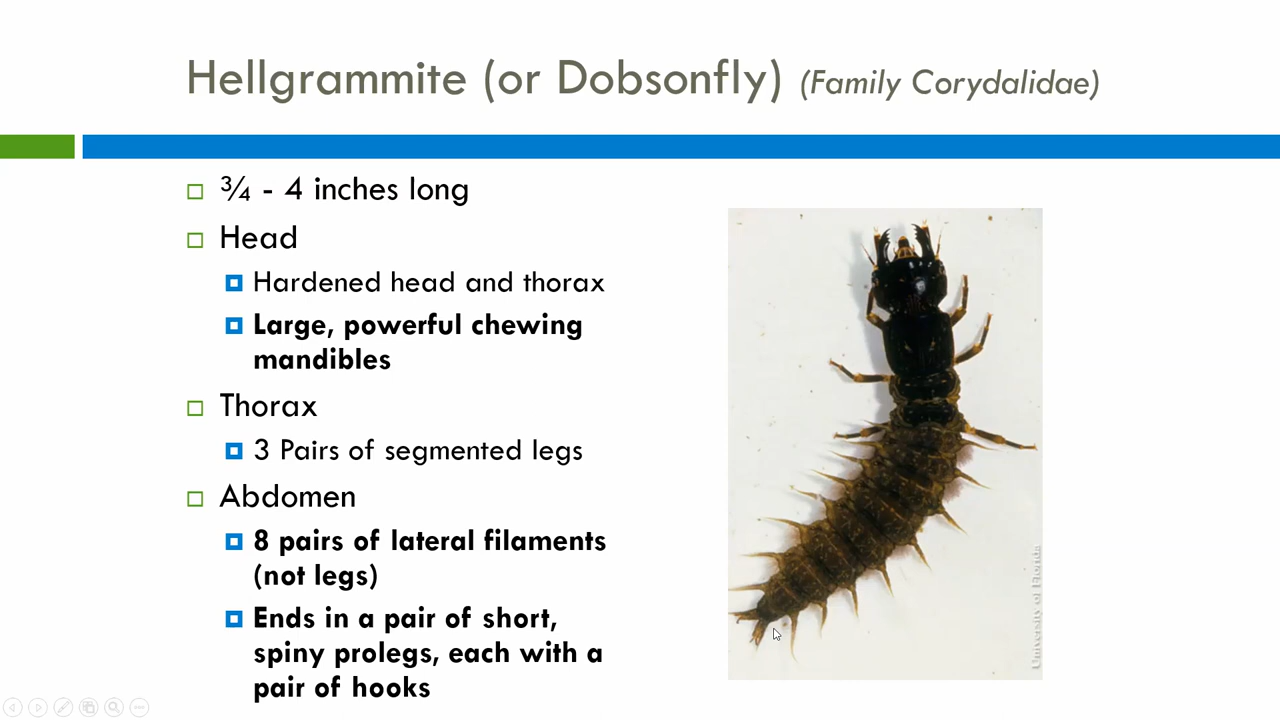 Hellgrammite (or Dobsonfly) (Family Corydalidae)
¾ - 4 inches long
Head
Hardened head and thorax
Large, powerful chewing
mandibles
Thorax
3 Pairs of segmented legs
Abdomen
8 pairs of lateral filaments
(not legs)
Ends in a pair of short,
spiny prolegs, each with a
pair of hooks
University of Florida